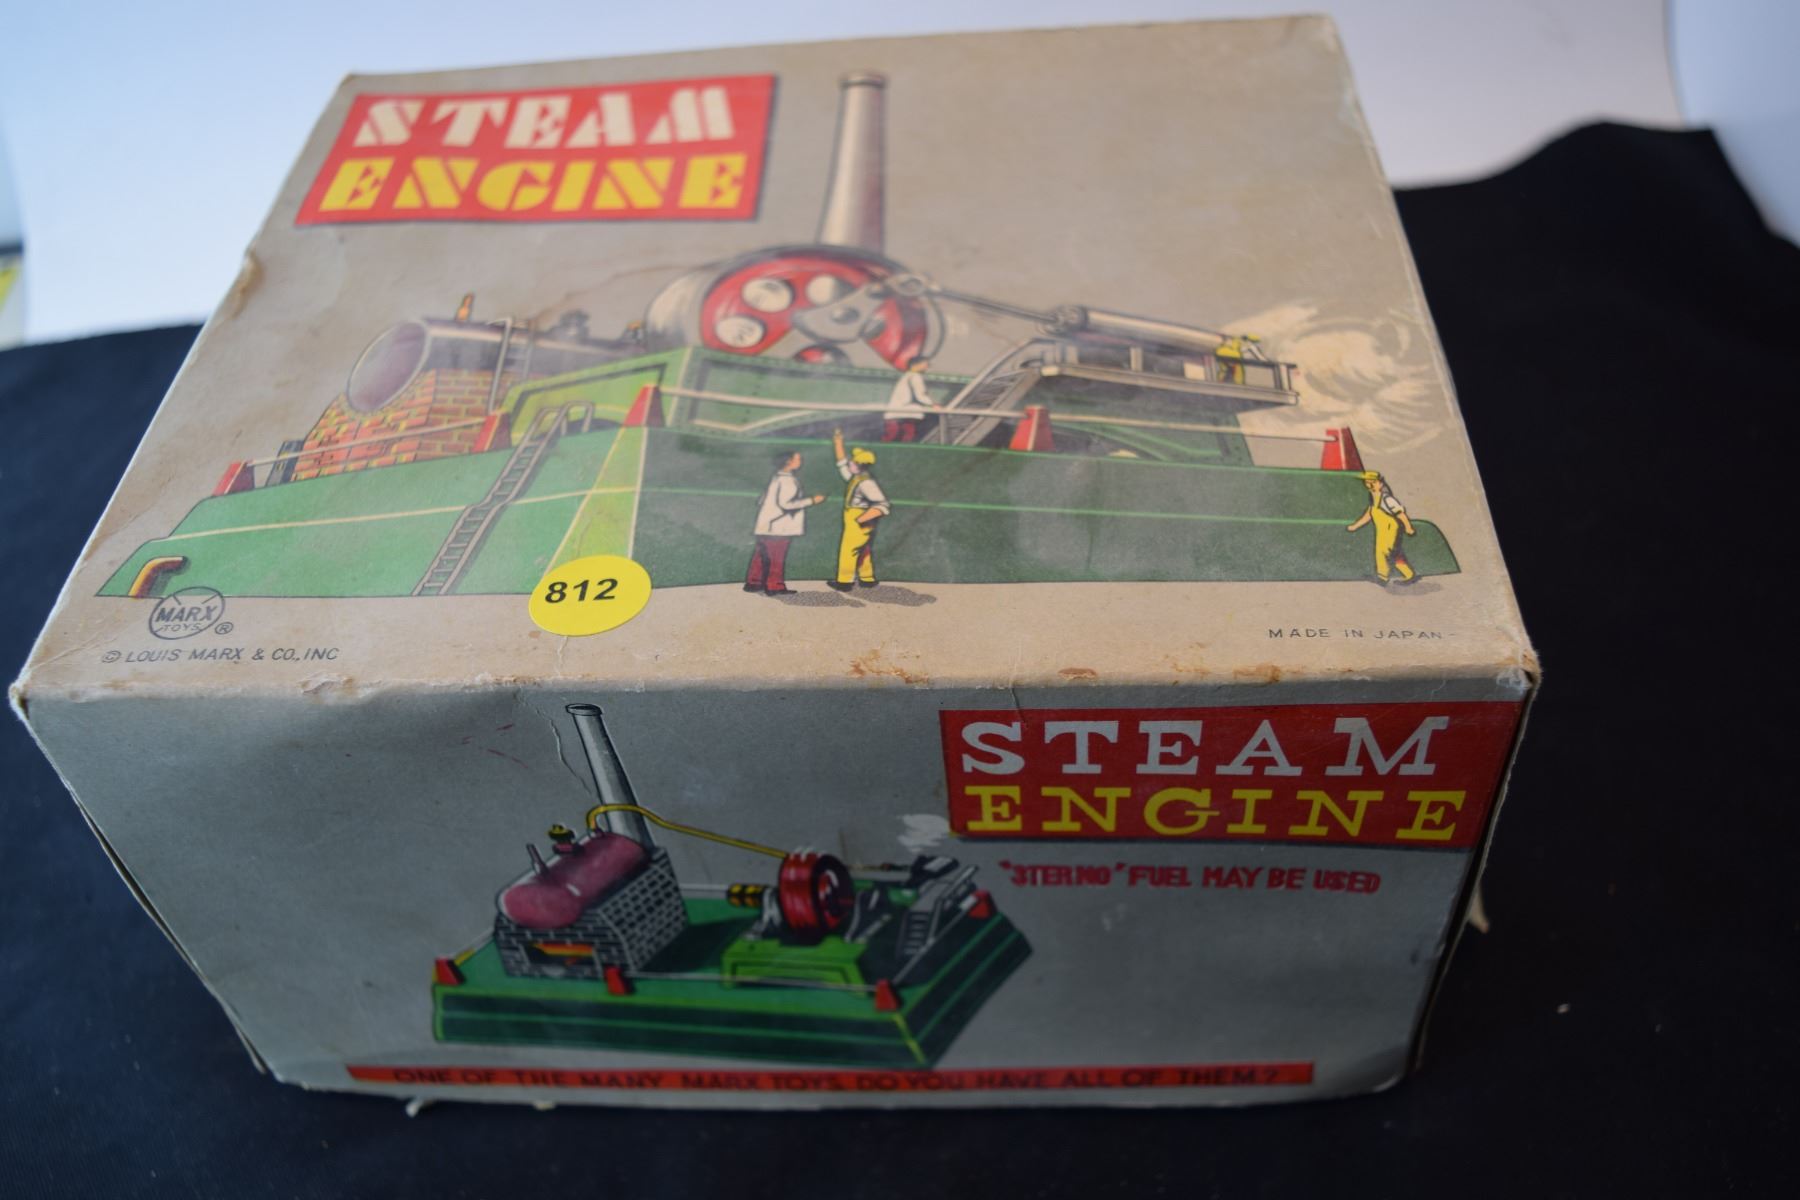 STEAM
ENGINE
812
MARX
TOYS ®
© LOUIS MARX & CO., INC
MADE IN JAPAN
STEAM
ENGINE
"STERNO" FUEL MAY BE USED
ONE OF THE MANY MARX TOYS, DO YOU HAVE ALL OF THEM?